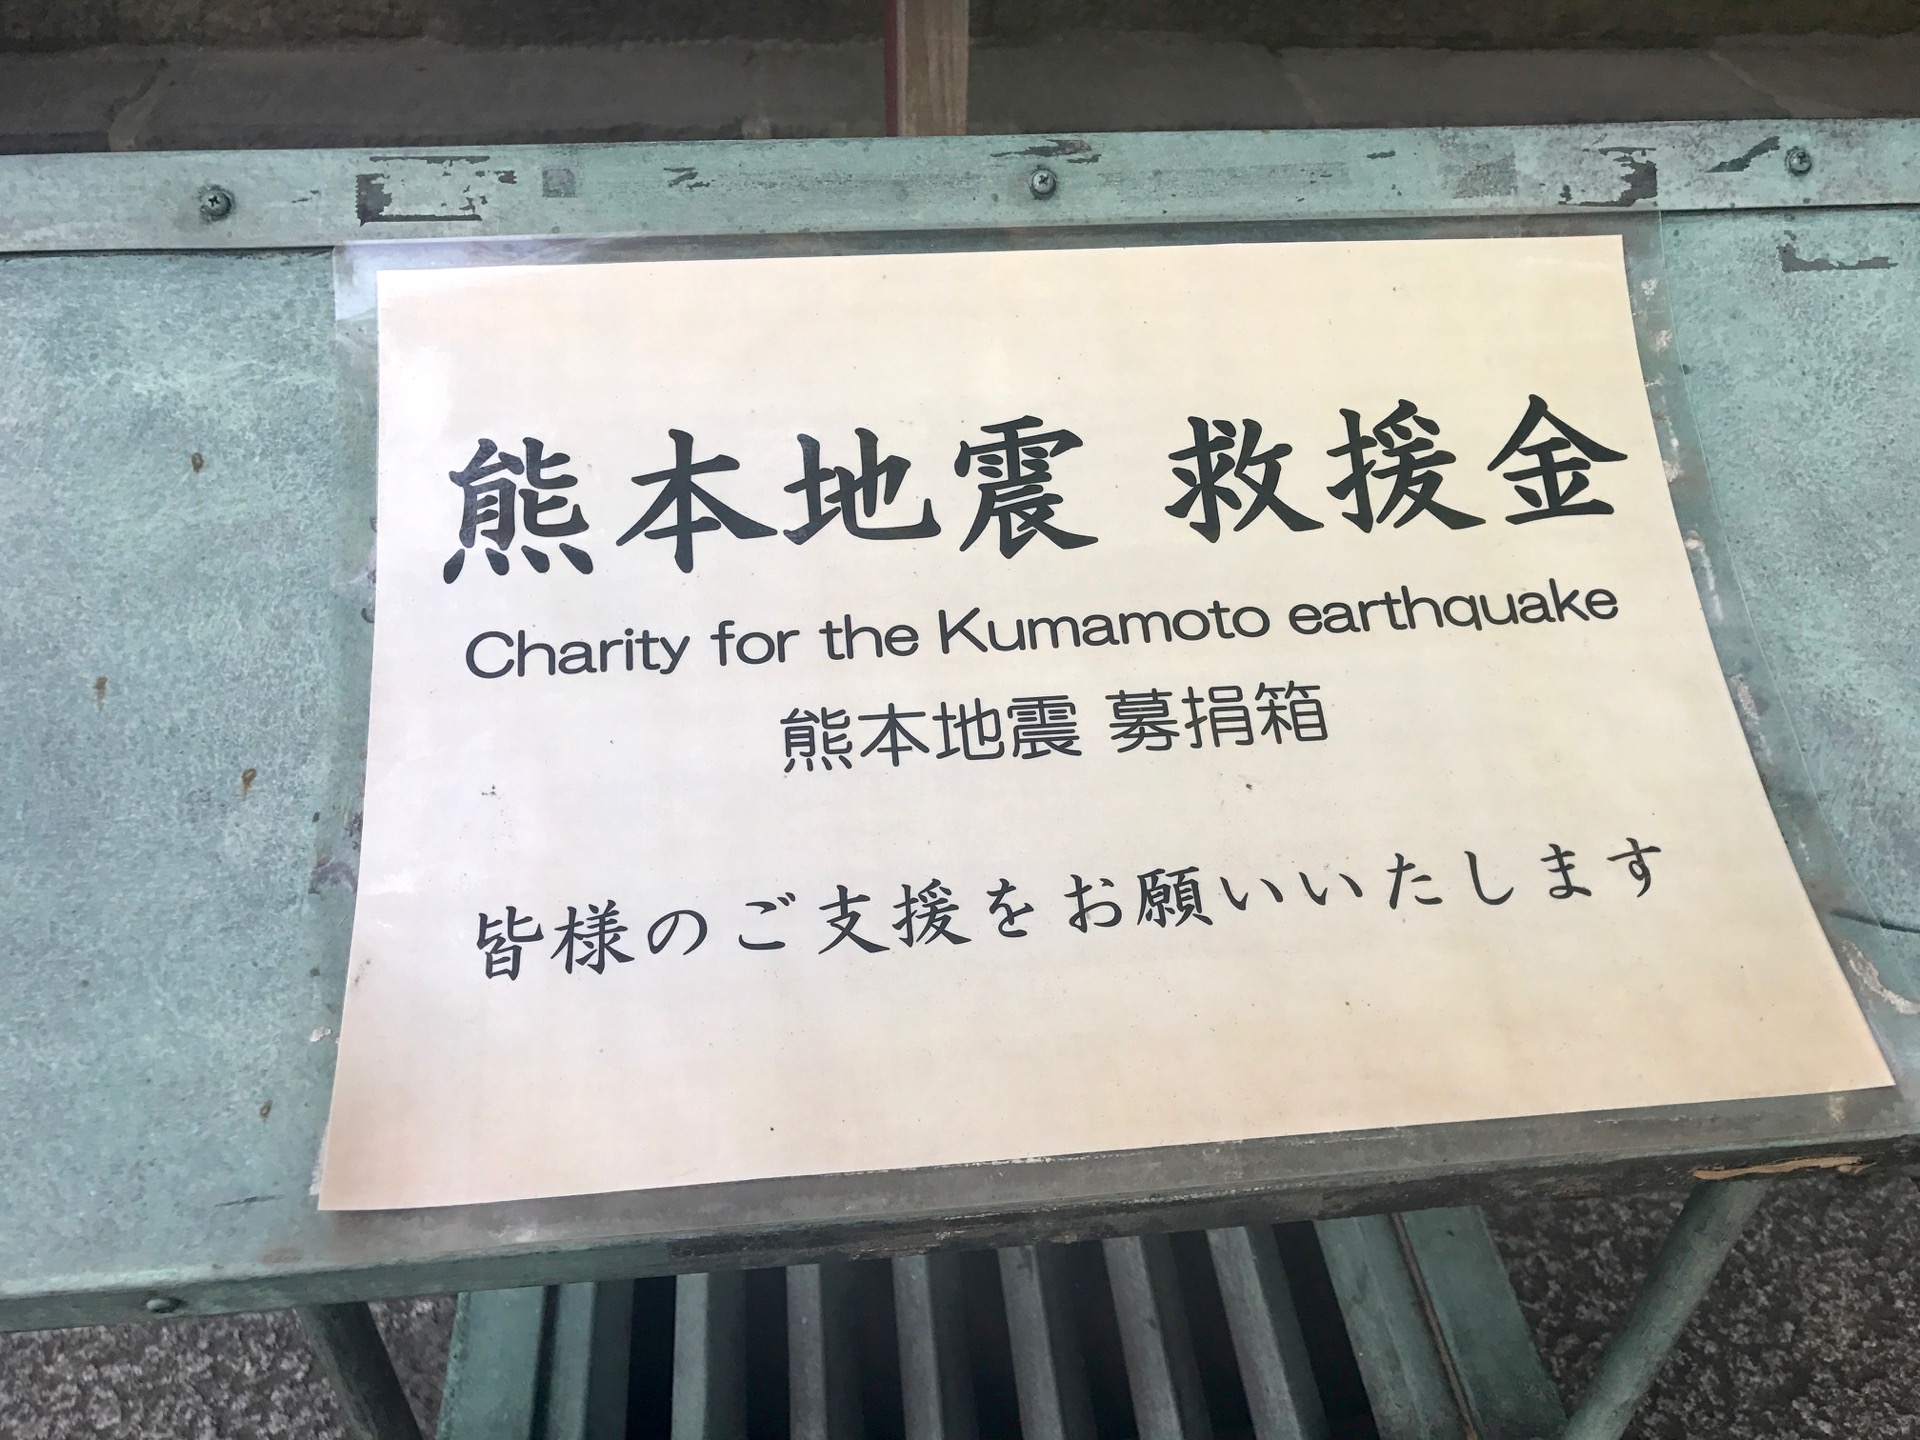 熊本地震 救援金
Charity for the Kumamoto earthquake
熊本地震 募捐箱
皆様のご支援をお願いいたします